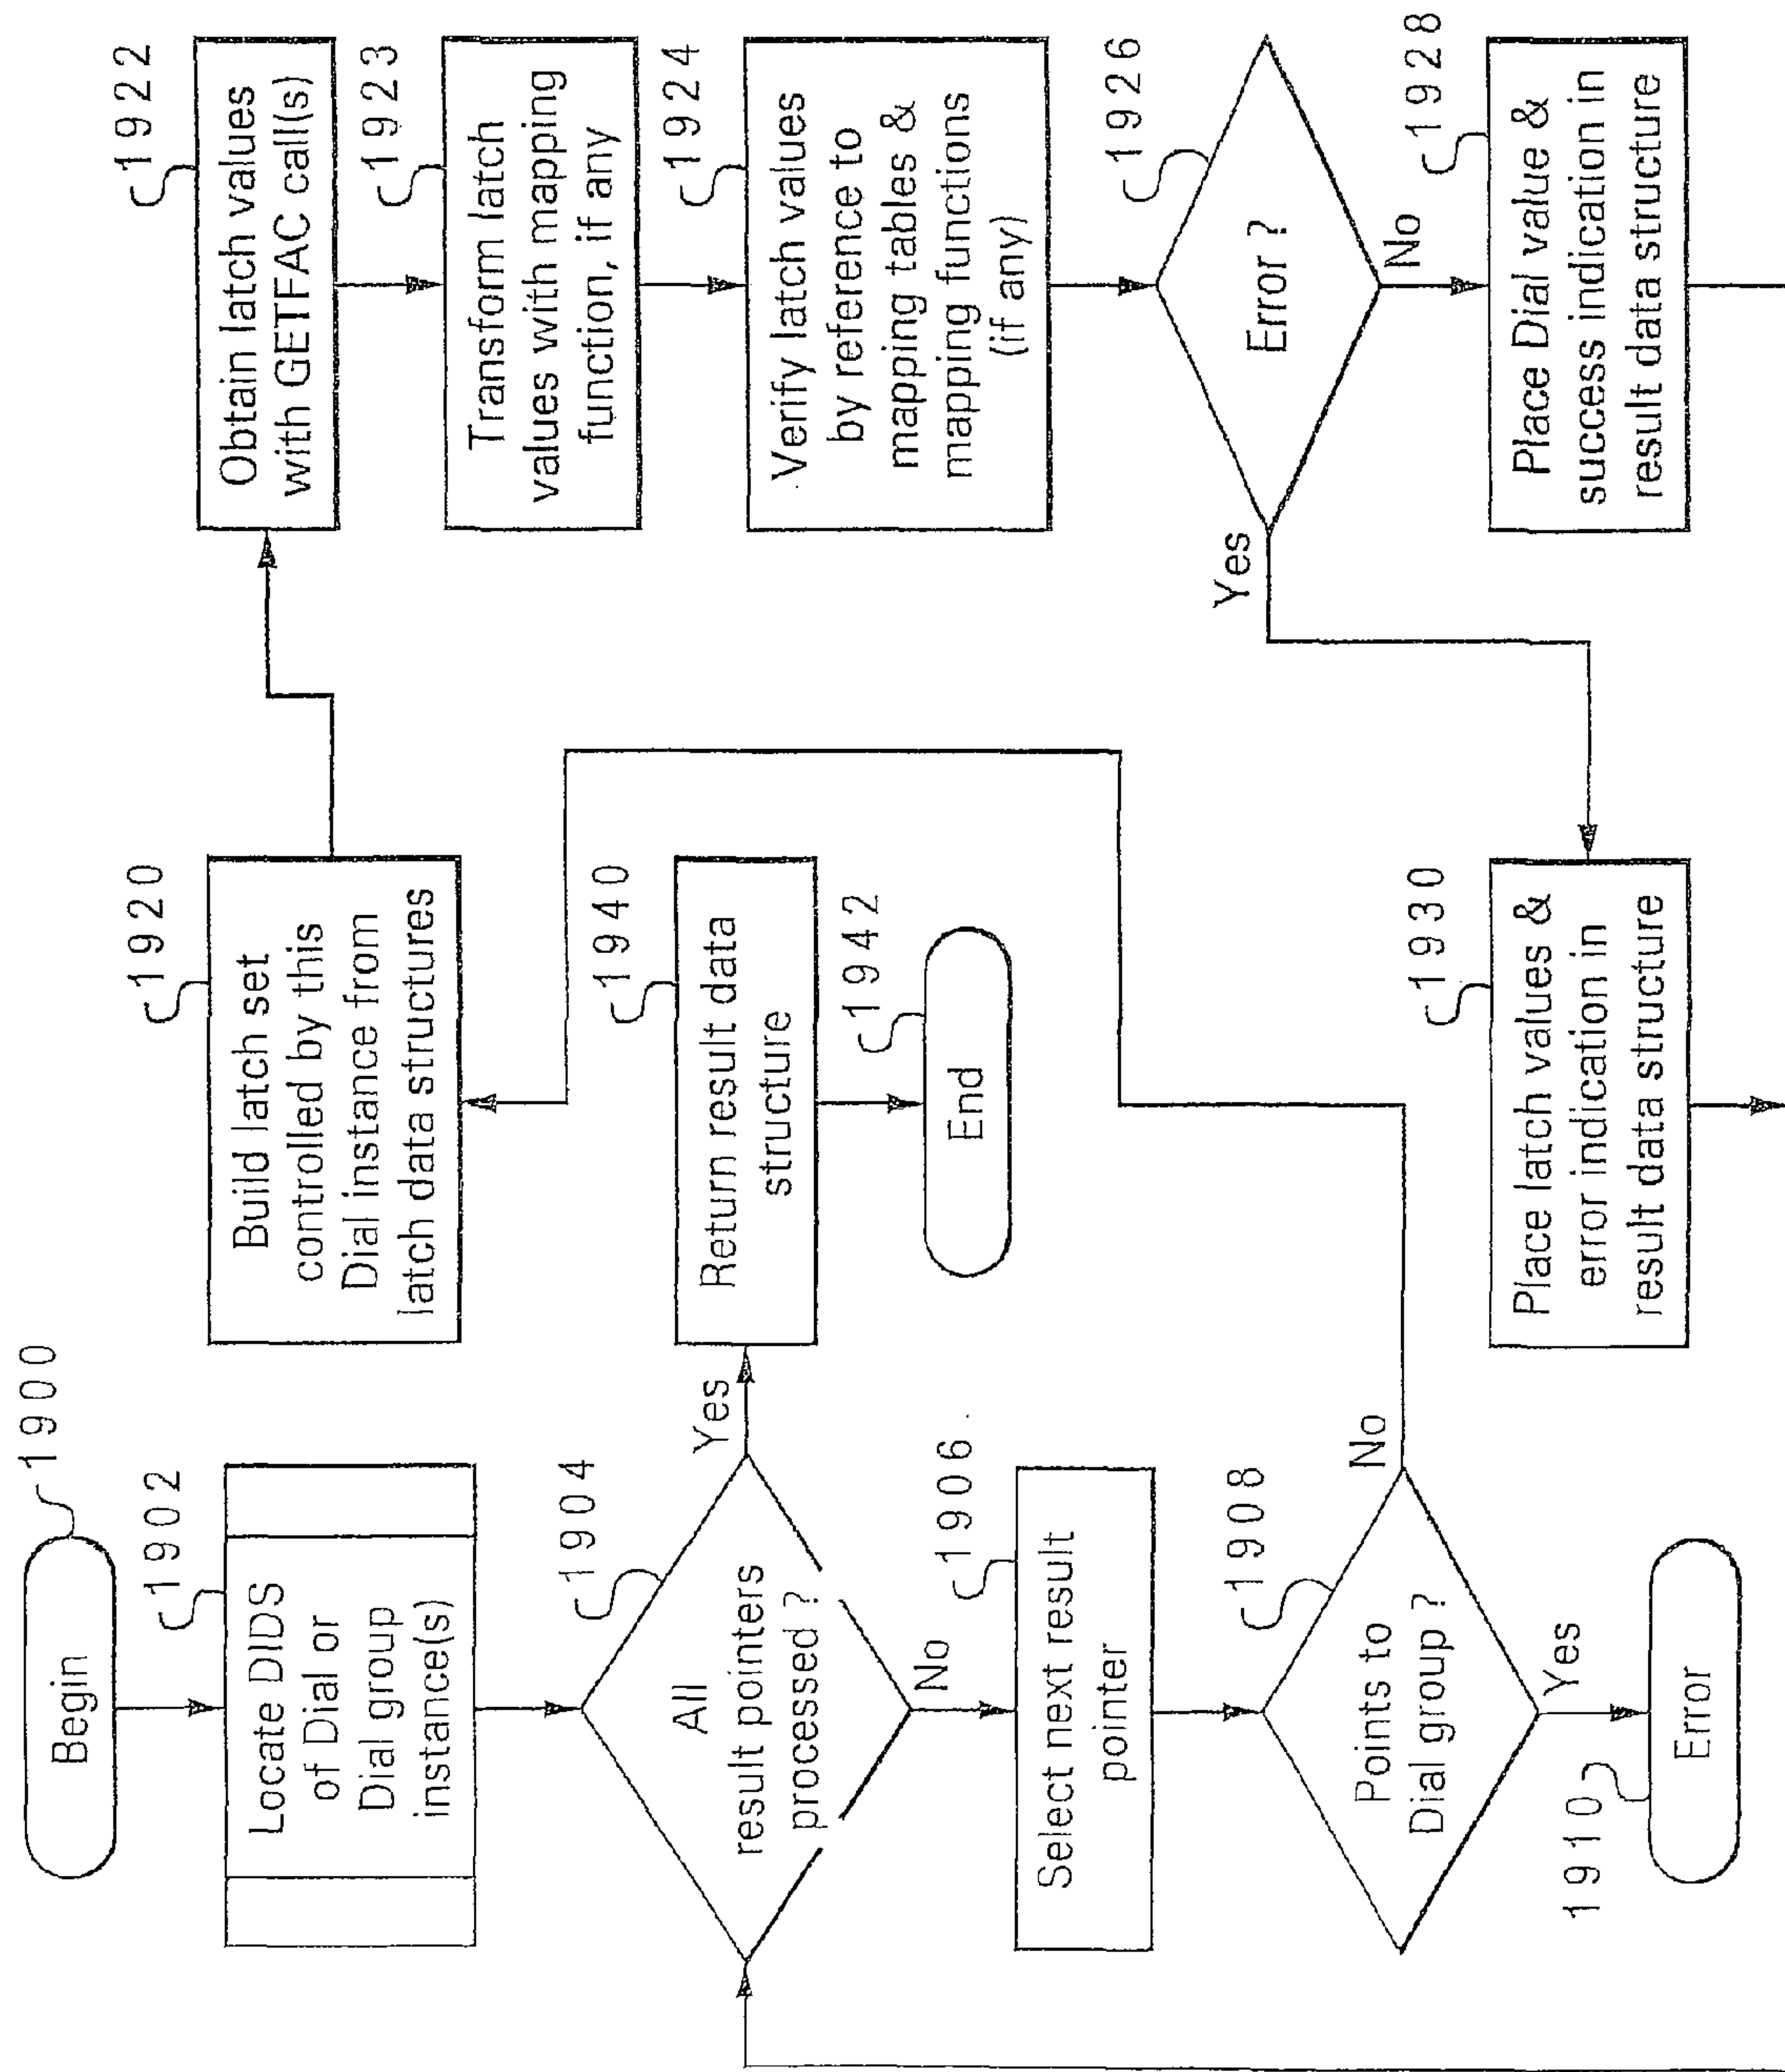 Begin
1900
Locate DIDS
of Dial or
Dial group
instance(s)
1902
All
result pointers
processed ?
1904
Yes
No
Select next result
pointer
1906
Points to
Dial group ?
1908
No
Yes
Error
1910
Build latch set
controlled by this
Dial instance from
latch data structures
1920
Return result data
structure
1940
End
1942
Place latch values &
error indication in
result data structure
1930
Obtain latch values
with GETFAC call(s)
1922
Transform latch
values with mapping
function, if any
1923
Verify latch values
by reference to
mapping tables &
mapping functions
(if any)
1924
Error ?
1926
Yes
No
Place Dial value &
success indication in
result data structure
1928